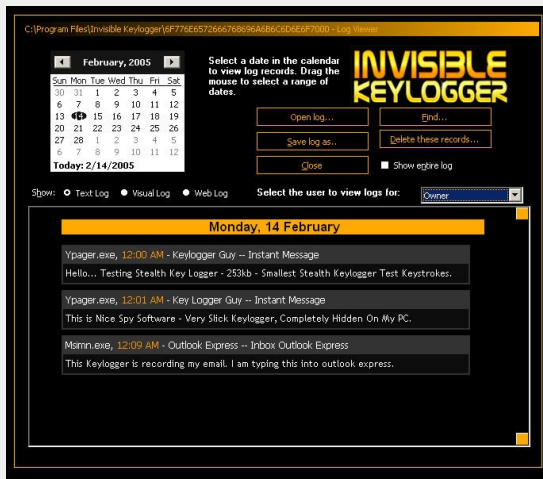 C:\Program Files\Invisible Keylogger\6F776E6572666768696A6B6C6D6E6F7000 - Log Viewer
February, 2005
Sun Mon Tue Wed Thu Fri Sat
30 31 1 2 3 4 5
6 7 8 9 10 11 12
13 14 15 16 17 18 19
20 21 22 23 24 25 26
27 28 1 2 3 4 5
6 7 8 9 10 11 12
Today: 2/14/2005
Select a date in the calendar
to view log records. Drag the
mouse to select a range of
dates.
INVISIBLE
KEYLOGGER
Open log...
Find...
Save log as..
Delete these records...
Close
Show entire log
Show:
Text Log
Visual Log
Web Log
Select the user to view logs for:
Owner
Monday, 14 February
Ypager.exe, 12:00 AM - Keylogger Guy -- Instant Message
Hello... Testing Stealth Key Logger - 253kb - Smallest Stealth Keylogger Test Keystrokes.
Ypager.exe, 12:01 AM - Key Logger Guy -- Instant Message
This is Nice Spy Software - Very Slick Keylogger, Completely Hidden On My PC.
Msimn.exe, 12:09 AM - Outlook Express -- Inbox Outlook Express
This Keylogger is recording my email. I am typing this into outlook express.